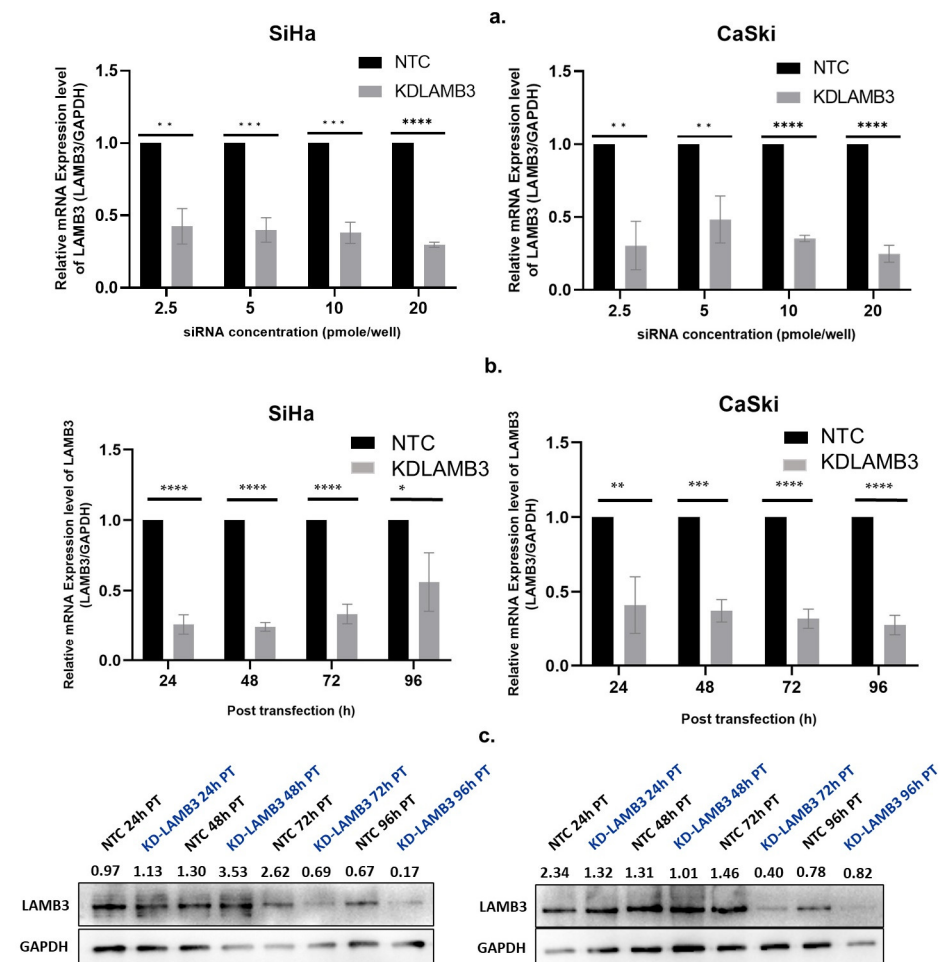 a.
SiHa
NTC
KDLAMB3
Relative mRNA Expression level
of LAMB3 (LAMB3/GAPDH)
1.5
1.0
0.5
0.0
** *** *** ****
2.5 5 10 20
siRNA concentration (pmole/well)
CaSki
NTC
KDLAMB3
Relative mRNA Expression level
of LAMB3 (LAMB3/GAPDH)
1.5
1.0
0.5
0.0
** ** **** ****
2.5 5 10 20
siRNA concentration (pmole/well)
b.
SiHa
NTC
KDLAMB3
Relative mRNA Expression level of LAMB3
(LAMB3/GAPDH)
1.5
1.0
0.5
0.0
**** **** **** *
24 48 72 96
Post transfection (h)
CaSki
NTC
KDLAMB3
Relative mRNA Expression level of LAMB3
(LAMB3/GAPDH)
1.5
1.0
0.5
0.0
** *** **** ****
24 48 72 96
Post transfection (h)
c.
NTC 24h PT
KD-LAMB3 24h PT
NTC 48h PT
KD-LAMB3 48h PT
NTC 72h PT
KD-LAMB3 72h PT
NTC 96h PT
KD-LAMB3 96h PT
0.97 1.13 1.30 3.53 2.62 0.69 0.67 0.17
LAMB3
GAPDH
NTC 24h PT
KD-LAMB3 24h PT
NTC 48h PT
KD-LAMB3 48h PT
NTC 72h PT
KD-LAMB3 72h PT
NTC 96h PT
KD-LAMB3 96h PT
2.34 1.32 1.31 1.01 1.46 0.40 0.78 0.82
LAMB3
GAPDH